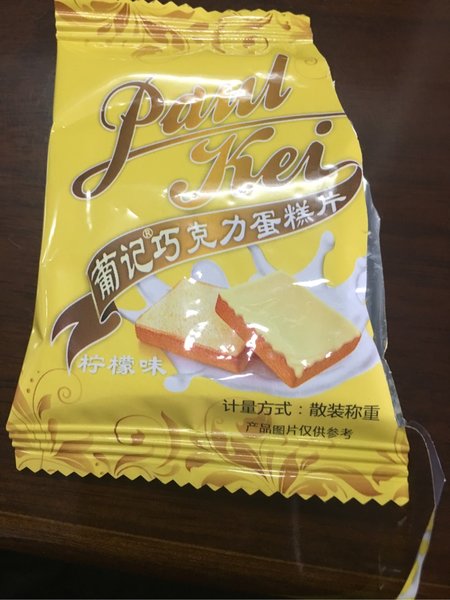 Paul
Kei
葡记®巧克力蛋糕片
柠檬味
计量方式：散装称重
产品图片仅供参考